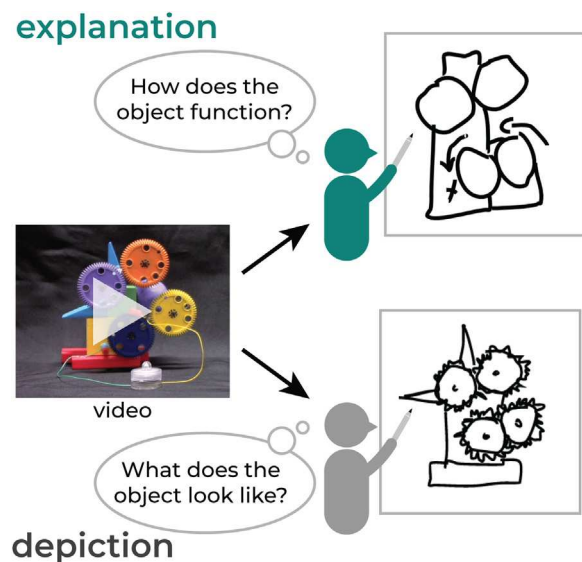 explanation
How does the
object function?
video
What does the
object look like?
depiction